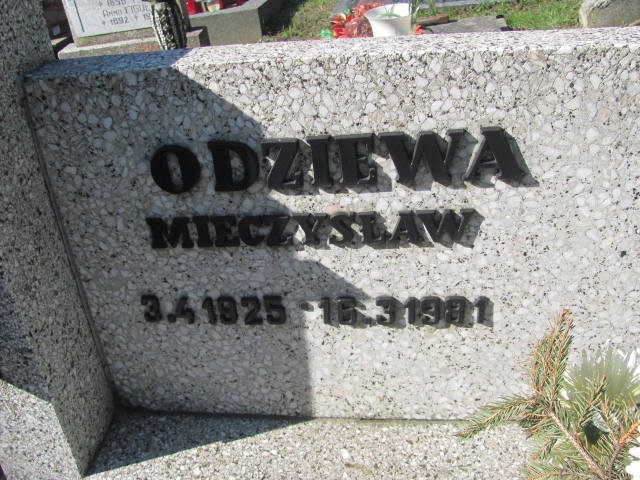 ODZIEWA
MIECZYSŁAW
3.4 1925 - 16.3 1981